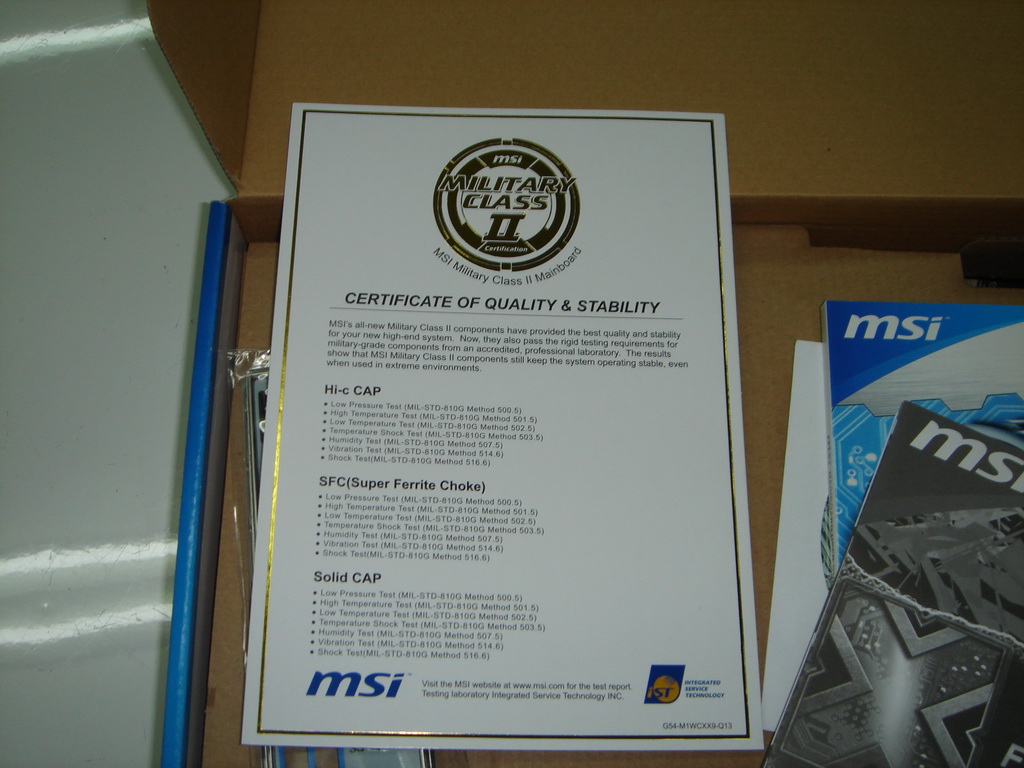 msi
MILITARY
CLASS
II
Certification
MSI Military Class II Mainboard
CERTIFICATE OF QUALITY & STABILITY
MSI's all-new Military Class II components have provided the best quality and stability
for your new high-end system. Now, they also pass the rigid testing requirements for
military-grade components from an accredited, professional laboratory. The results
show that MSI Military Class II components still keep the system operating stable, even
when used in extreme environments.
Hi-c CAP
• Low Pressure Test (MIL-STD-810G Method 500.5)
• High Temperature Test (MIL-STD-810G Method 501.5)
• Low Temperature Test (MIL-STD-810G Method 502.5)
• Temperature Shock Test (MIL-STD-810G Method 503.5)
• Humidity Test (MIL-STD-810G Method 507.5)
• Vibration Test (MIL-STD-810G Method 514.6)
• Shock Test(MIL-STD-810G Method 516.6)
SFC(Super Ferrite Choke)
• Low Pressure Test (MIL-STD-810G Method 500.5)
• High Temperature Test (MIL-STD-810G Method 501.5)
• Low Temperature Test (MIL-STD-810G Method 502.5)
• Temperature Shock Test (MIL-STD-810G Method 503.5)
• Humidity Test (MIL-STD-810G Method 507.5)
• Vibration Test (MIL-STD-810G Method 514.6)
• Shock Test(MIL-STD-810G Method 516.6)
Solid CAP
• Low Pressure Test (MIL-STD-810G Method 500.5)
• High Temperature Test (MIL-STD-810G Method 501.5)
• Low Temperature Test (MIL-STD-810G Method 502.5)
• Temperature Shock Test (MIL-STD-810G Method 503.5)
• Humidity Test (MIL-STD-810G Method 507.5)
• Vibration Test (MIL-STD-810G Method 514.6)
• Shock Test(MIL-STD-810G Method 516.6)
msi™
Visit the MSI website at www.msi.com for the test report.
Testing laboratory Integrated Service Technology INC.
iST
INTEGRATED
SERVICE
TECHNOLOGY
G54-M1WCXX9-Q13
msi™
msi
F